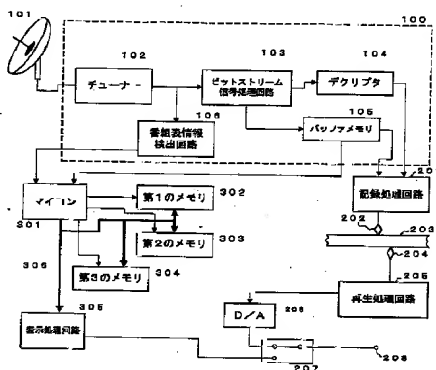 101
100
102
103
104
チューナー
ビットストリーム
信号処理回路
デクリプタ
105
106
バッファメモリ
番組表情報
検出回路
マイコン
301
第1のメモリ
302
記録処理回路
202
203
204
第2のメモリ
303
306
第3のメモリ
304
205
再生処理回路
305
D/A
206
表示処理回路
207
208